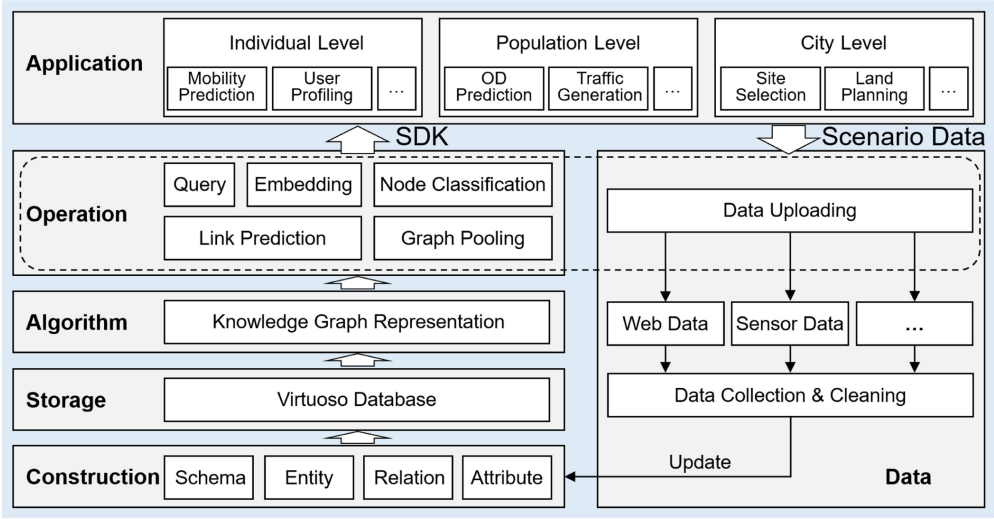 Application
Individual Level
Mobility
Prediction
User
Profiling
...
Population Level
OD
Prediction
Traffic
Generation
...
City Level
Site
Selection
Land
Planning
...
SDK
Scenario Data
Operation
Query
Embedding
Node Classification
Link Prediction
Graph Pooling
Algorithm
Knowledge Graph Representation
Storage
Virtuoso Database
Construction
Schema
Entity
Relation
Attribute
Data Uploading
Web Data
Sensor Data
...
Data Collection & Cleaning
Update
Data